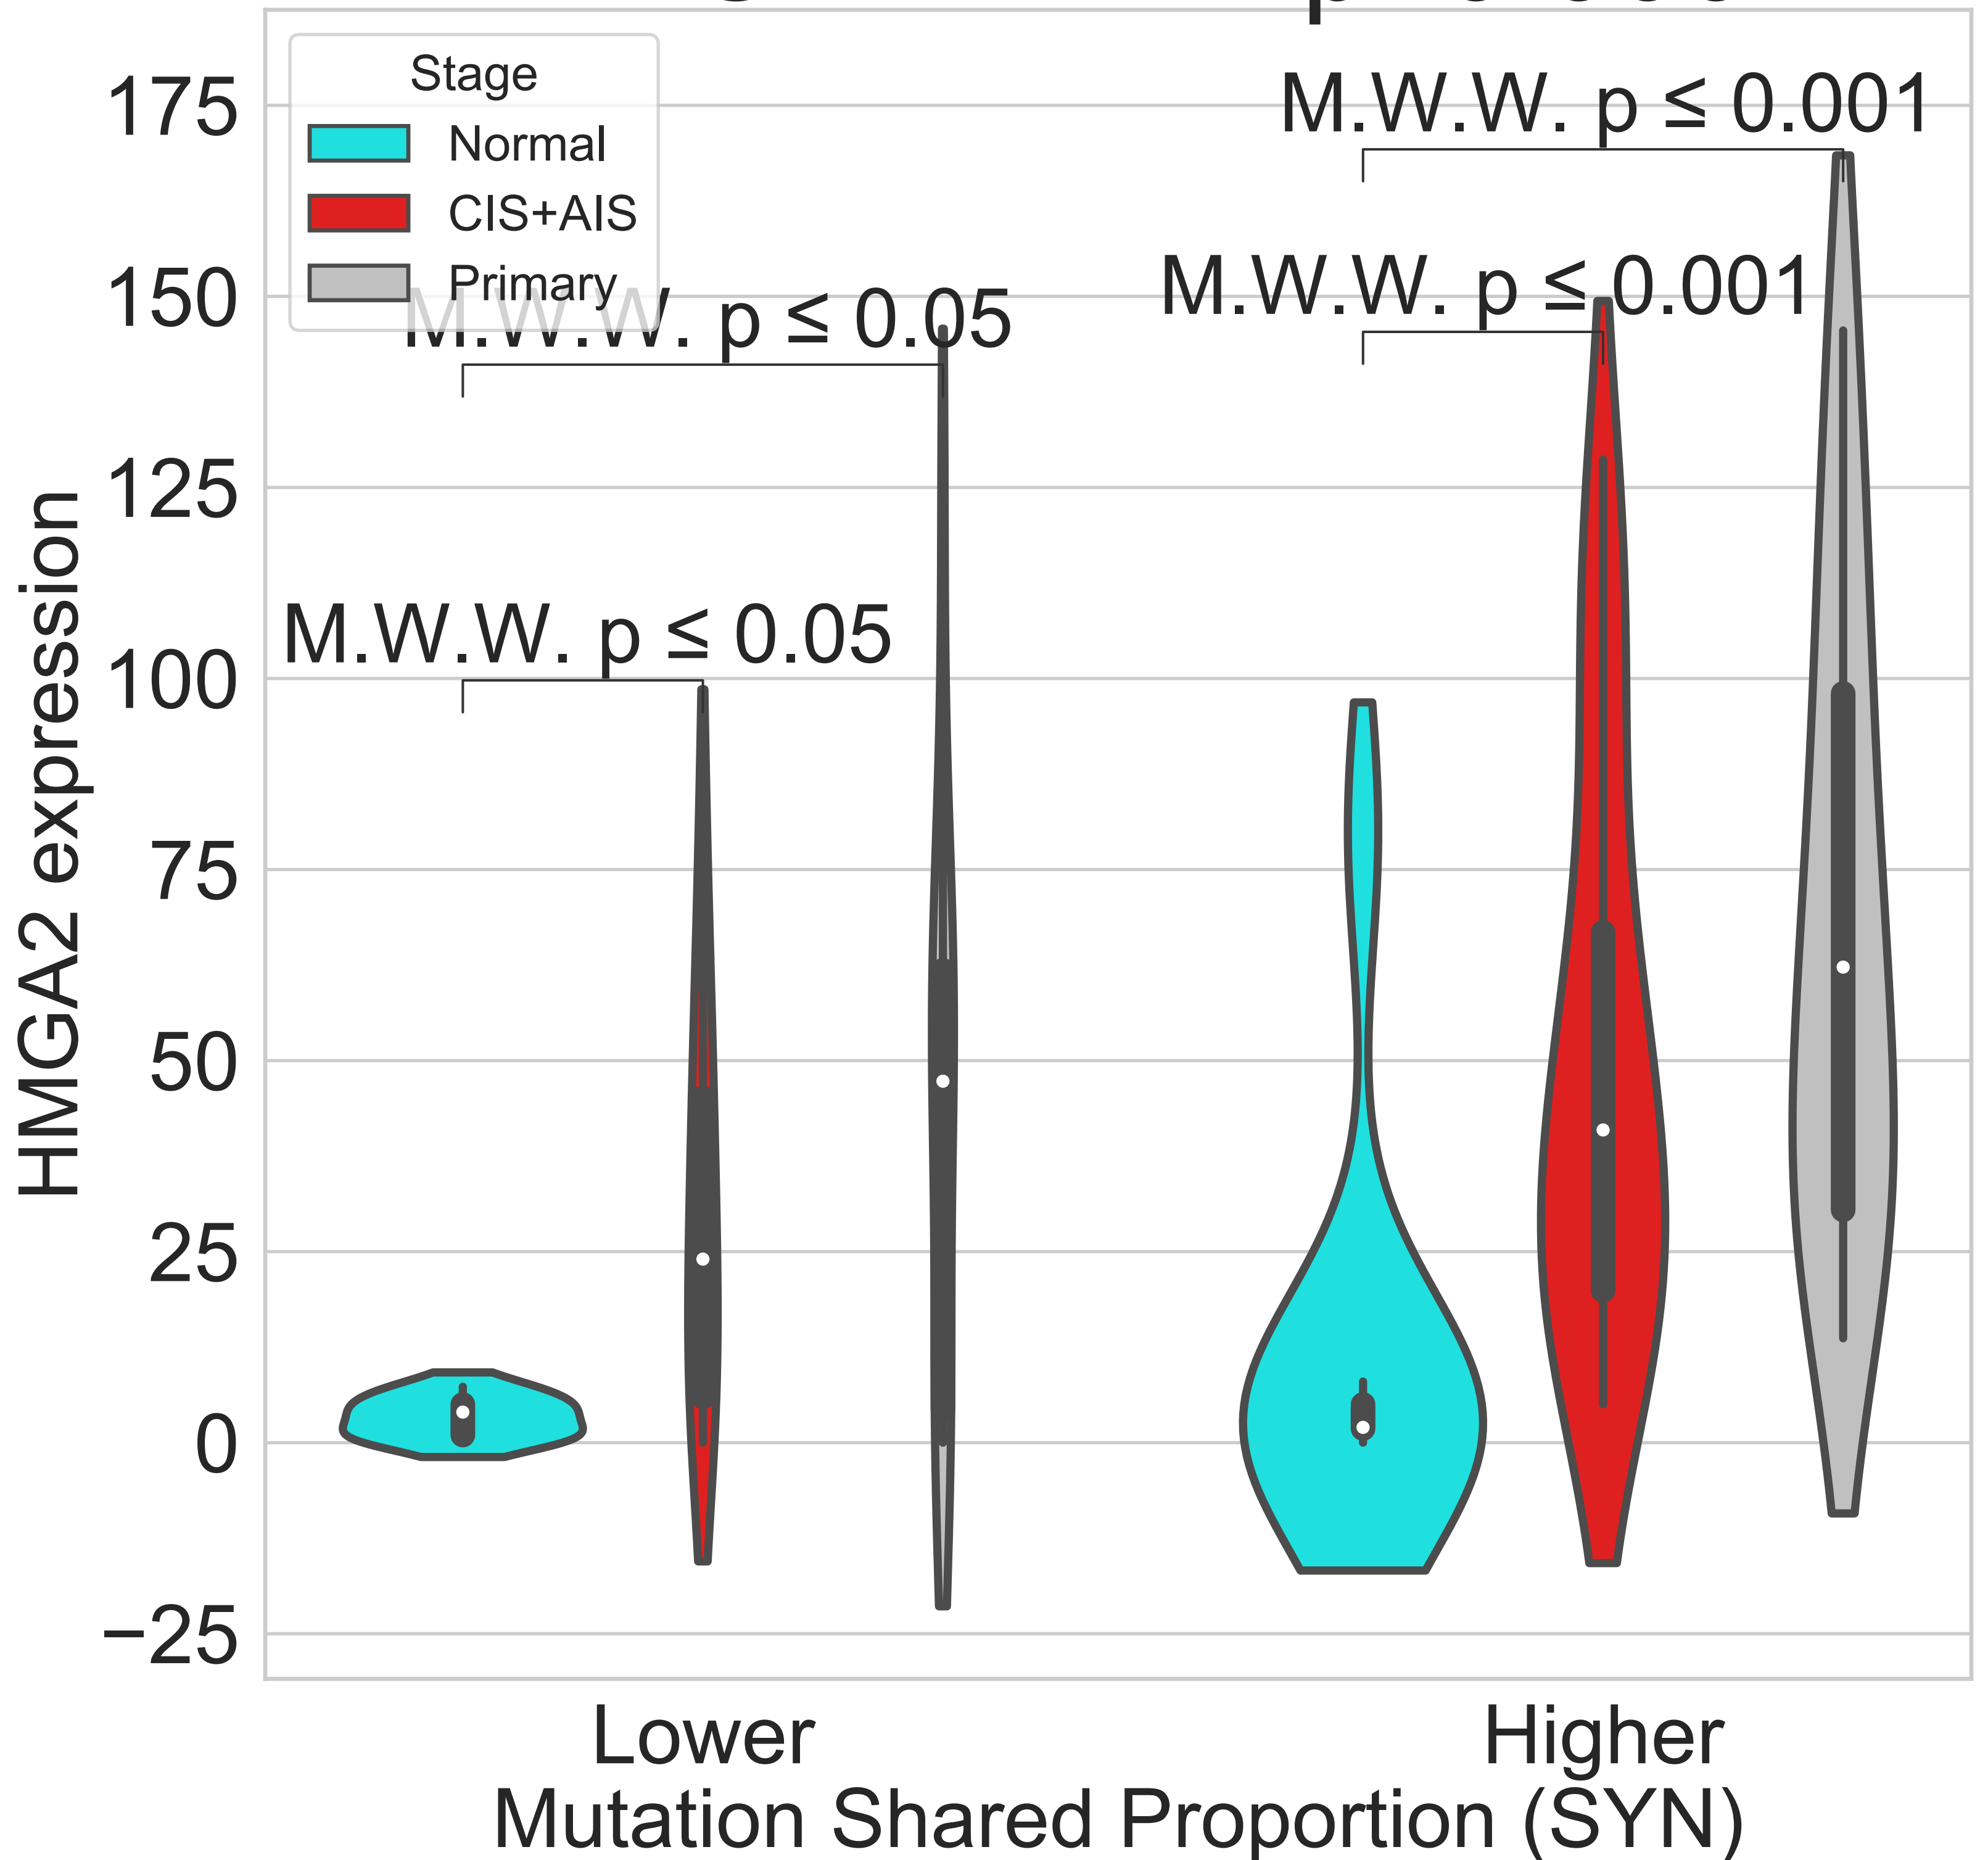 M.W.W. p ≤ 0.001
M.W.W. p ≤ 0.001
M.W.W. p ≤ 0.05
M.W.W. p ≤ 0.05
Stage
Normal
CIS+AIS
Primary
175
150
125
100
75
50
25
0
−25
HMGA2 expression
Lower
Higher
Mutation Shared Proportion (SYN)